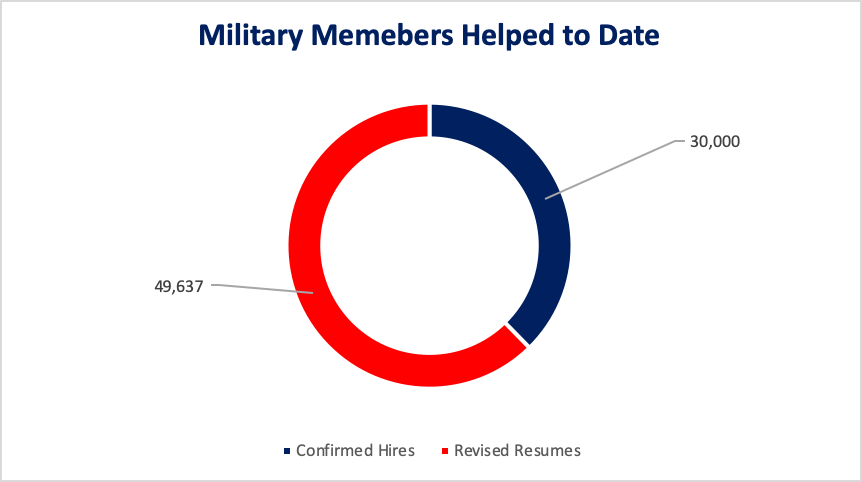 Military Memebers Helped to Date
30,000
49,637
Confirmed Hires
Revised Resumes